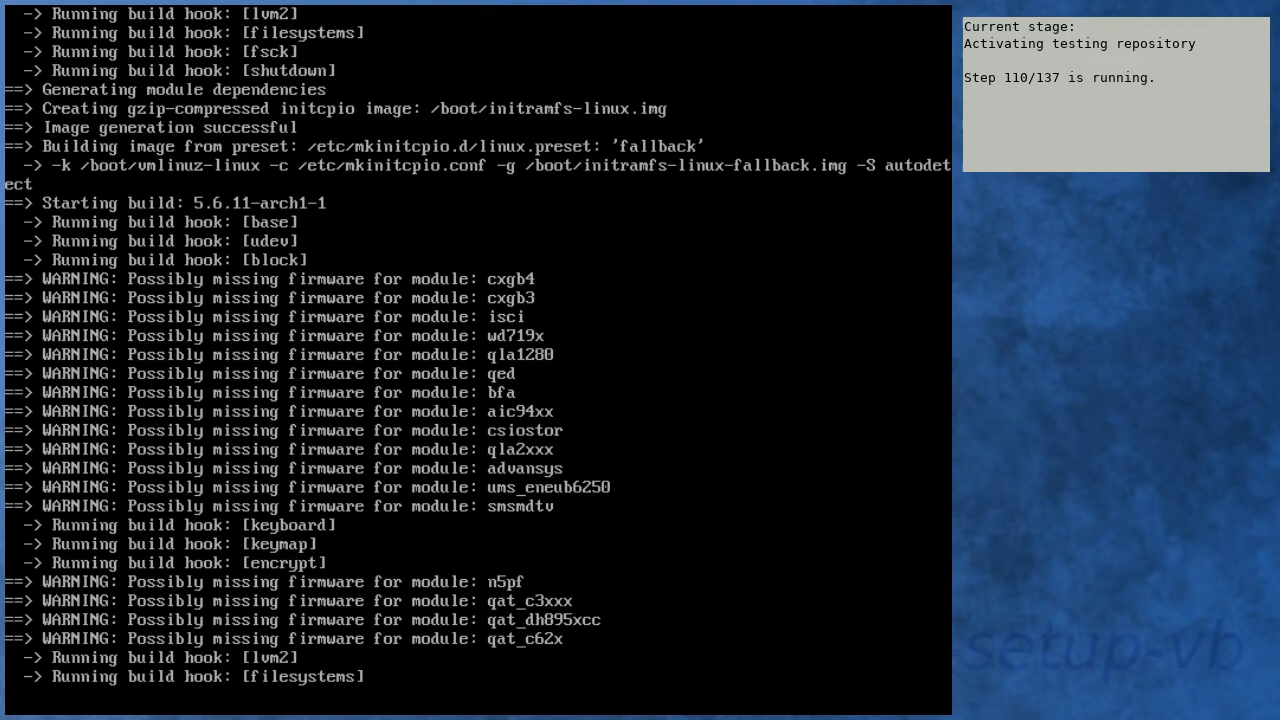 -> Running build hook: [lvm2]
-> Running build hook: [filesystems]
-> Running build hook: [fsck]
-> Running build hook: [shutdown]
==> Generating module dependencies
==> Creating gzip-compressed initcpio image: /boot/initramfs-linux.img
==> Image generation successful
==> Building image from preset: /etc/mkinitcpio.d/linux.preset: 'fallback'
-> -k /boot/vmlinuz-linux -c /etc/mkinitcpio.conf -g /boot/initramfs-linux-fallback.img -S autodet
ect
==> Starting build: 5.6.11-arch1-1
-> Running build hook: [base]
-> Running build hook: [udev]
-> Running build hook: [block]
==> WARNING: Possibly missing firmware for module: cxgb4
==> WARNING: Possibly missing firmware for module: cxgb3
==> WARNING: Possibly missing firmware for module: isci
==> WARNING: Possibly missing firmware for module: wd719x
==> WARNING: Possibly missing firmware for module: qla1280
==> WARNING: Possibly missing firmware for module: qed
==> WARNING: Possibly missing firmware for module: bfa
==> WARNING: Possibly missing firmware for module: aic94xx
==> WARNING: Possibly missing firmware for module: csiostor
==> WARNING: Possibly missing firmware for module: qla2xxx
==> WARNING: Possibly missing firmware for module: advansys
==> WARNING: Possibly missing firmware for module: ums_eneub6250
==> WARNING: Possibly missing firmware for module: smsmdtv
-> Running build hook: [keyboard]
-> Running build hook: [keymap]
-> Running build hook: [encrypt]
==> WARNING: Possibly missing firmware for module: n5pf
==> WARNING: Possibly missing firmware for module: qat_c3xxx
==> WARNING: Possibly missing firmware for module: qat_dh895xcc
==> WARNING: Possibly missing firmware for module: qat_c62x
-> Running build hook: [lvm2]
-> Running build hook: [filesystems]
Current stage:
Activating testing repository
Step 110/137 is running.
setup-vb